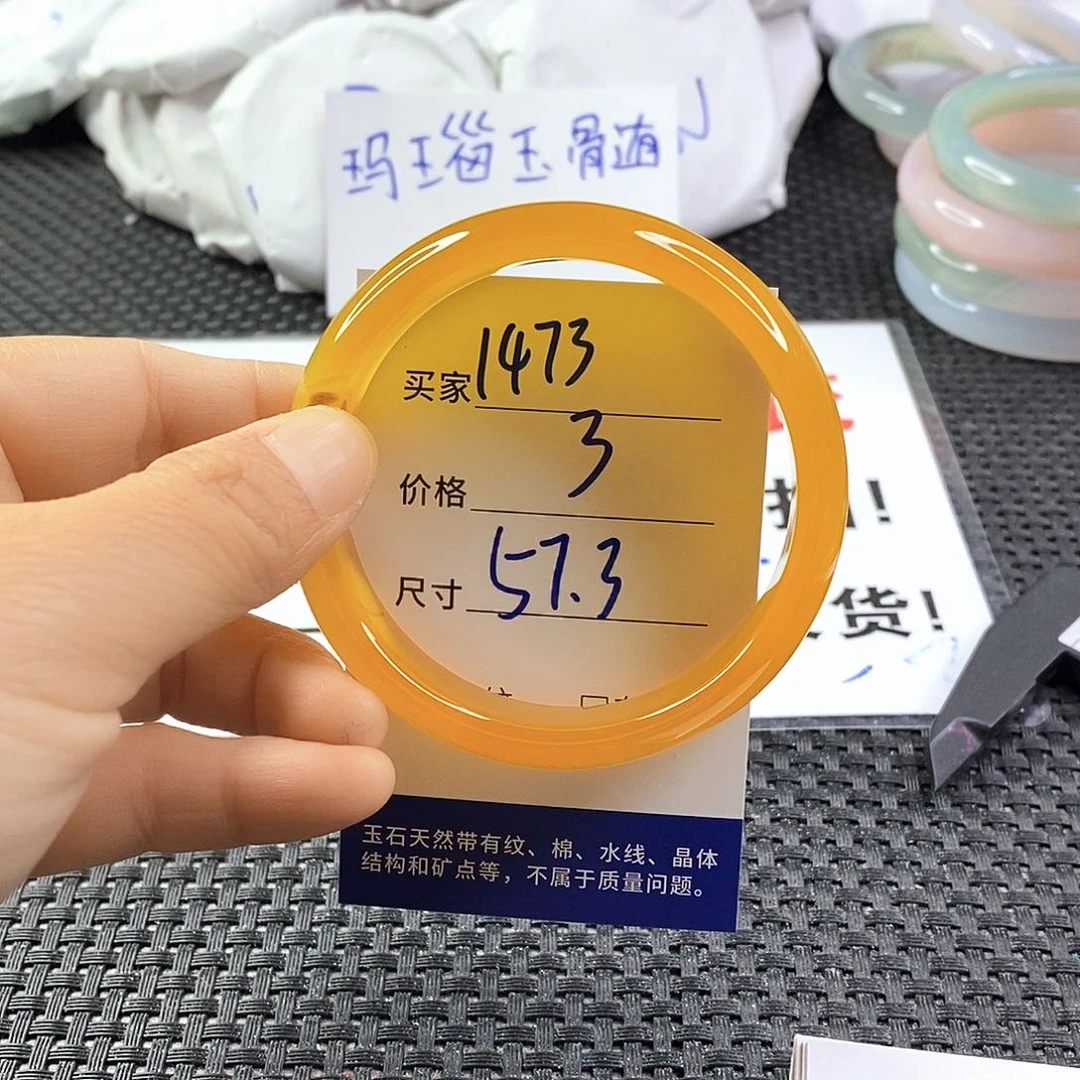 玛瑙玉骨遒
买家 1473
价格 3
尺寸 57.3
货!
玉石天然带有纹、棉、水线、晶体
结构和矿点等，不属于质量问题。